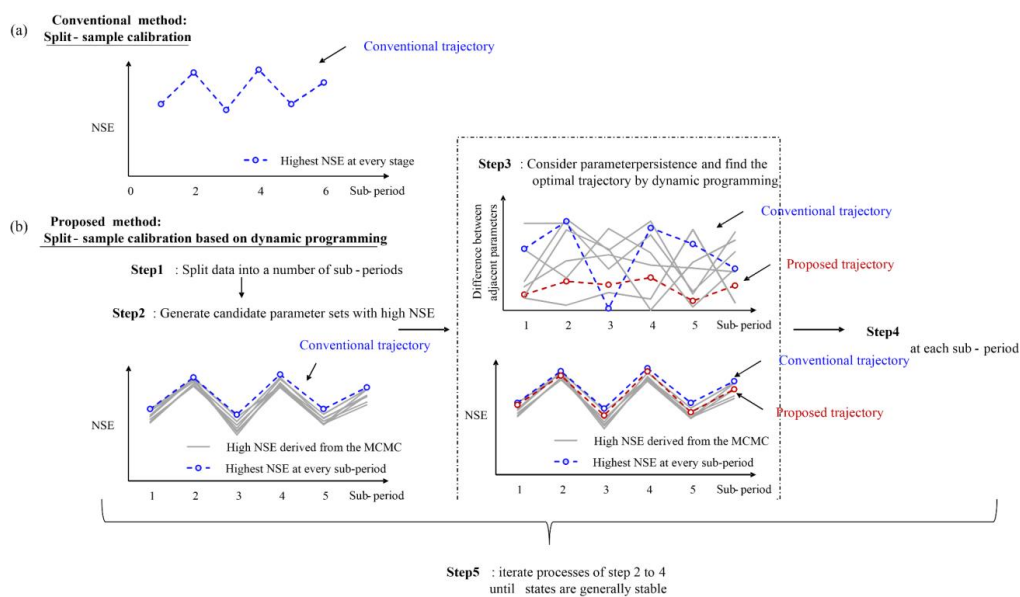 (a)
Conventional method:
Split- sample calibration
Conventional trajectory
NSE
Highest NSE at every stage
0 2 4 6 Sub- period
(b)
Proposed method:
Split- sample calibration based on dynamic programming
Step1 : Split data into a number of sub - periods
Step2 : Generate candidate parameter sets with high NSE
Conventional trajectory
NSE
High NSE derived from the MCMC
Highest NSE at every sub-period
1 2 3 4 5 Sub- period
Step3 : Consider parameterpersistence and find the
optimal trajectory by dynamic programming
Difference between
adjacent parameters
Conventional trajectory
Proposed trajectory
1 2 3 4 5 Sub- period
NSE
Conventional trajectory
Proposed trajectory
High NSE derived from the MCMC
Highest NSE at every sub-period
1 2 3 4 5 Sub- period
Step4
at each sub - period
Step5 : iterate processes of step 2 to 4
until states are generally stable